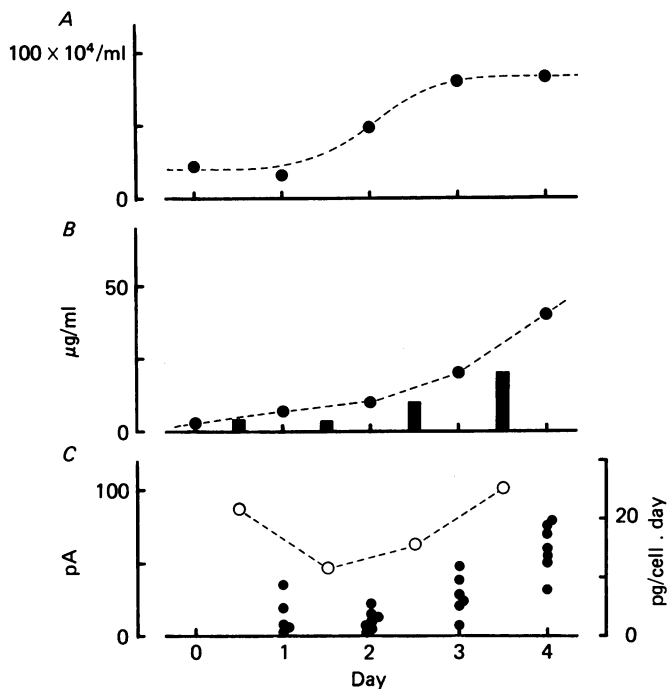 A
100 × 10⁴/ml
0
B
50
µg/ml
0
C
100
pA
0
20
pg/cell . day
0
0 1 2 3 4
Day